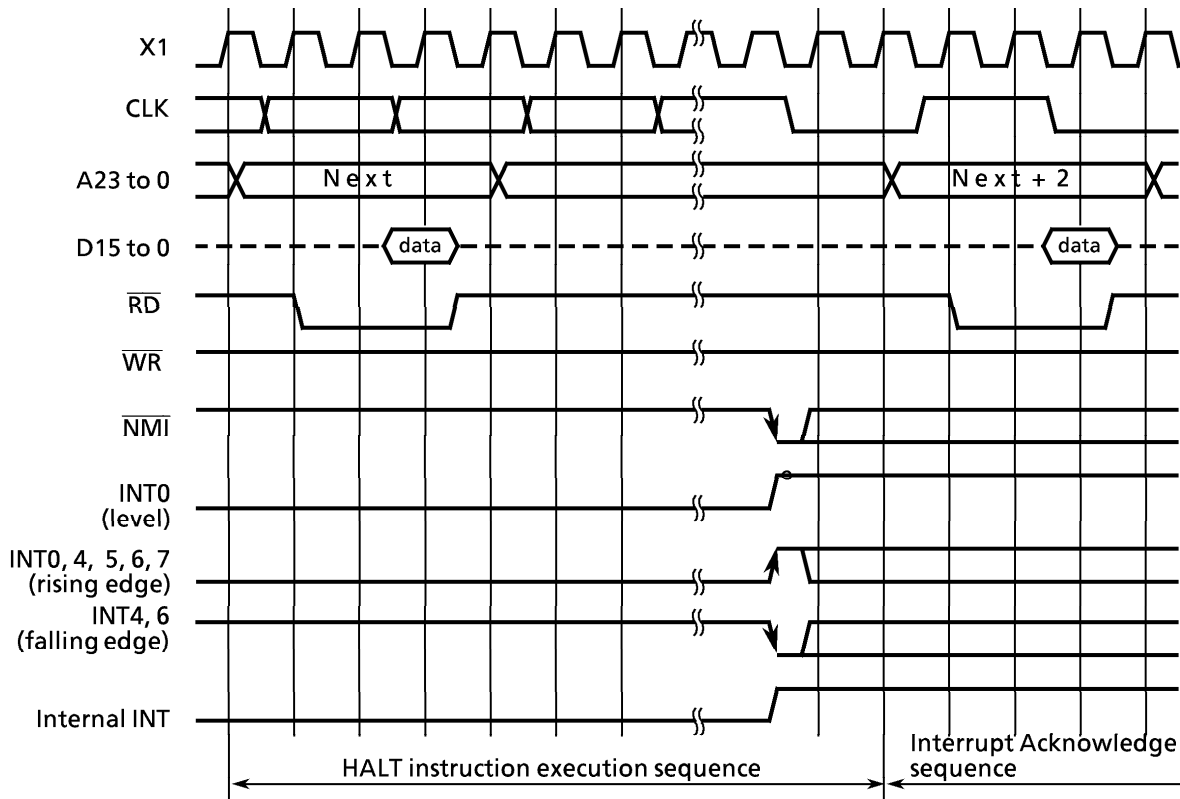 X1
CLK
A23 to 0
Next
Next + 2
D15 to 0
data
data
RD
WR
NMI
INT0
(level)
INT0, 4, 5, 6, 7
(rising edge)
INT4, 6
(falling edge)
Internal INT
HALT instruction execution sequence
Interrupt Acknowledge
sequence